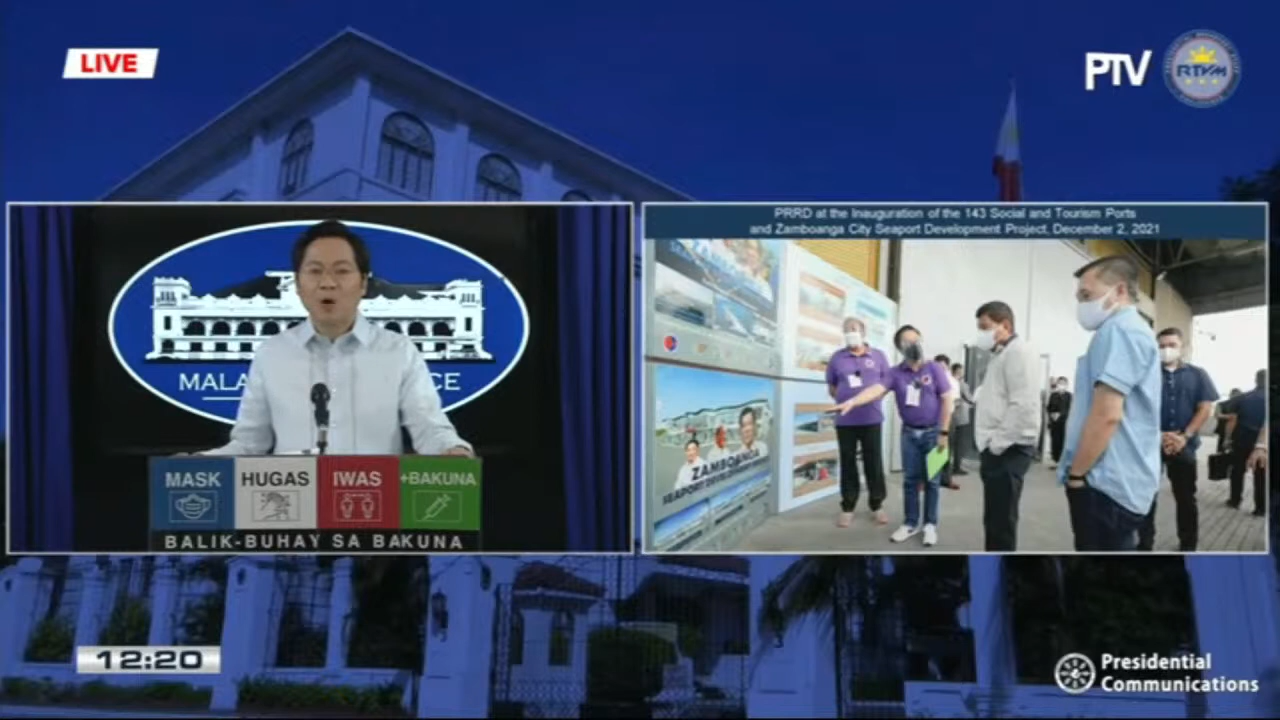 LIVE
PTV
RTVM
PRRD at the Inauguration of the 143 Social and Tourism Ports
and Zamboanga City Seaport Development Project, December 2, 2021
MALA CE
MASK HUGAS IWAS +BAKUNA
BALIK-BUHAY SA BAKUNA
ZAMBOANGA
SEAPORT DEVELOPMENT
12:20
Presidential
Communications